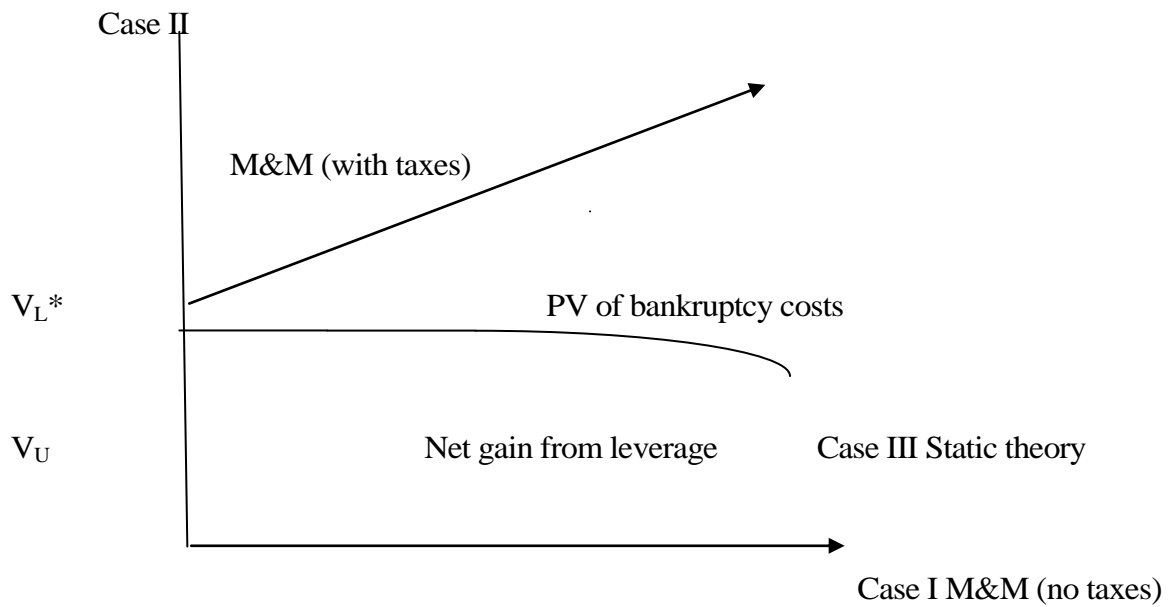 Case II
M&M (with taxes)
V_L* PV of bankruptcy costs
V_U Net gain from leverage Case III Static theory
Case I M&M (no taxes)